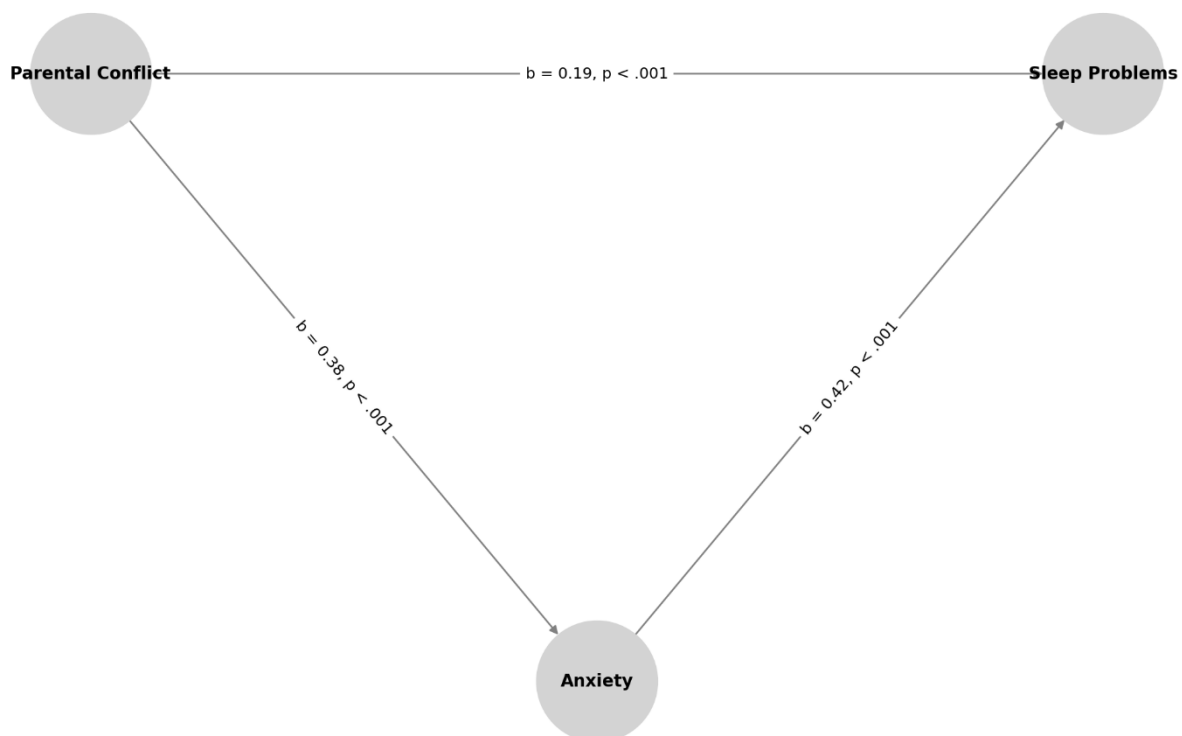 Parental Conflict
b = 0.19, p < .001
Sleep Problems
b = 0.38, p < .001
b = 0.42, p < .001
Anxiety